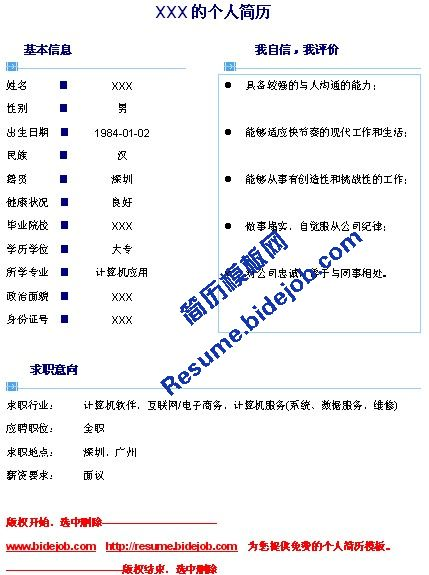 XXX的个人简历
基本信息
姓名 ■ XXX
性别 ■ 男
出生日期 ■ 1984-01-02
民族 ■ 汉
籍贯 ■ 深圳
健康状况 ■ 良好
毕业院校 ■ XXX
学历学位 ■ 大专
所学专业 ■ 计算机应用
政治面貌 ■ XXX
身份证号 ■ XXX
我自信，我评价
● 具备较强的与人沟通的能力；
● 能够适应快节奏的现代工作和生活；
● 能够从事有创造性和挑战性的工作；
● 做事踏实，自觉服从公司纪律；
对公司忠诚 于与同事相处。
简历模板网
Resume.bidejob.com
求职意向
求职行业： 计算机软件、互联网/电子商务、计算机服务(系统、数据服务、维修)
应聘职位： 全职
求职地点： 深圳、广州
薪资要求： 面议
版权开始，选中删除————————
www.bidejob.com http://resume.bidejob.com 为您提供免费的个人简历模板。
————————版权结束，选中删除